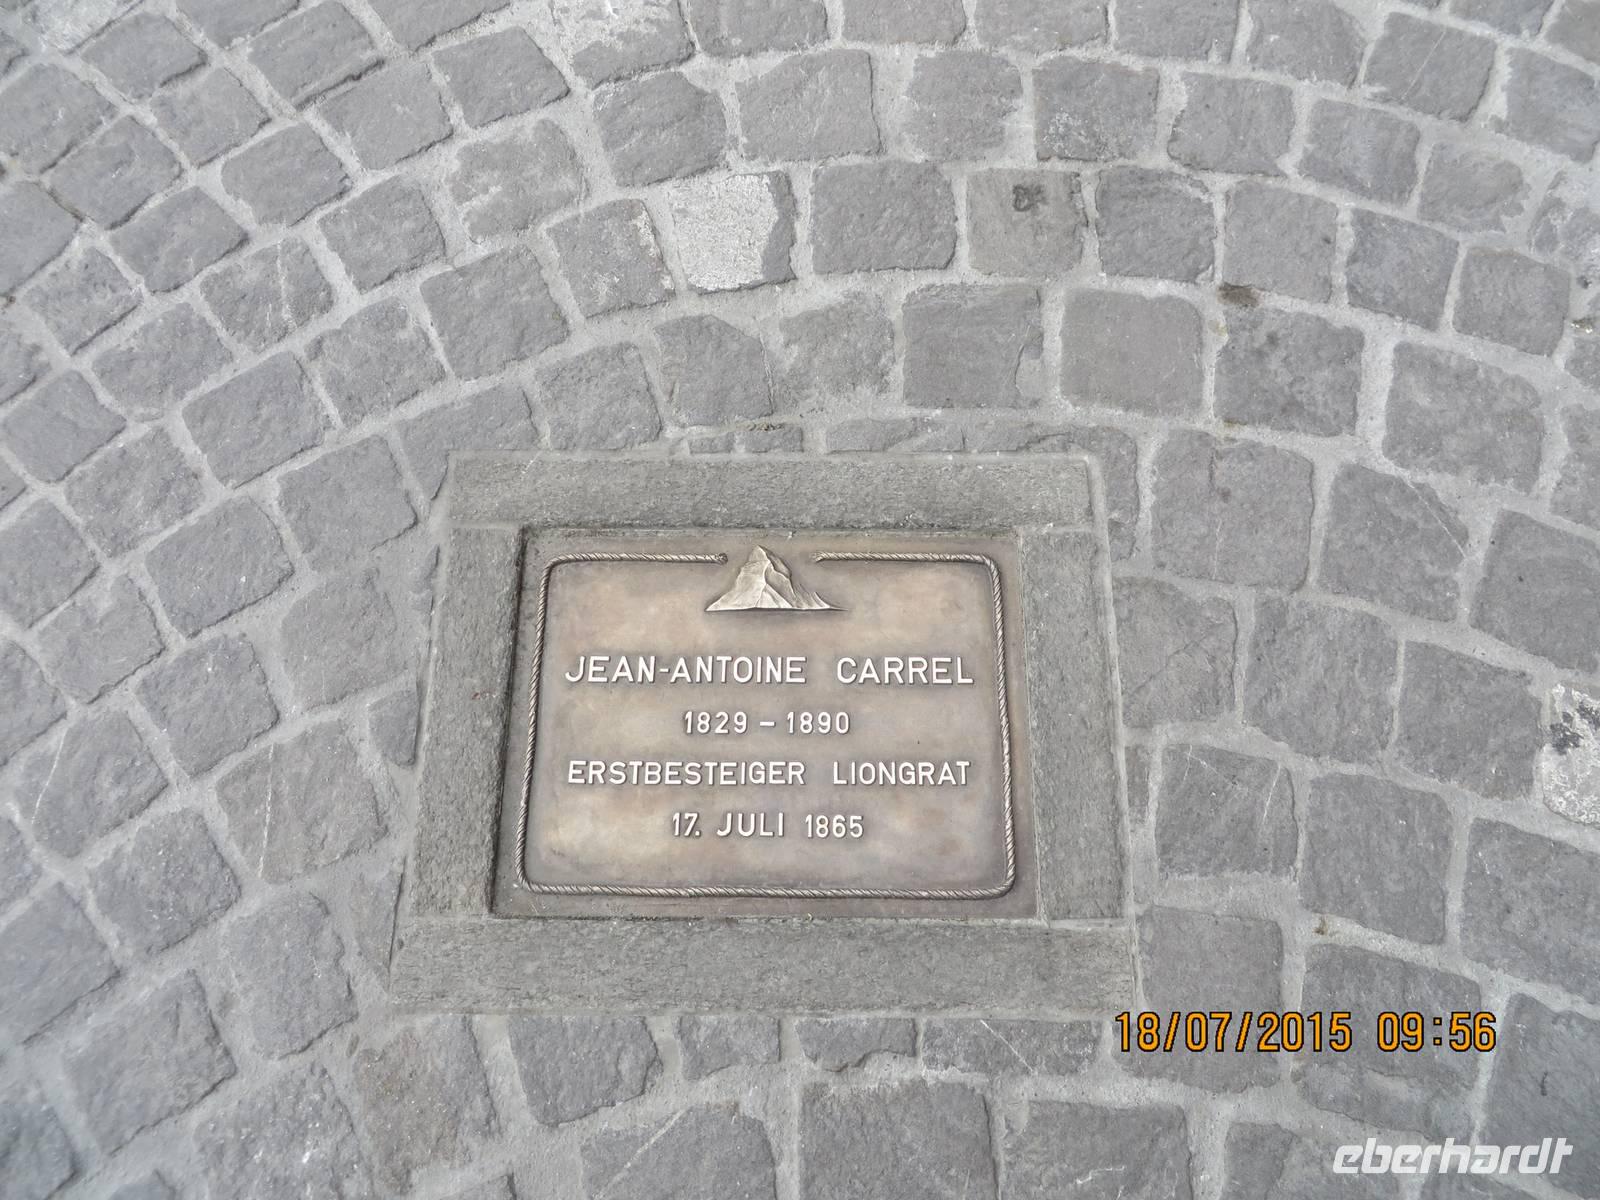 JEAN-ANTOINE CARREL
1829 – 1890
ERSTBESTEIGER LIONGRAT
17. JULI 1865
18/07/2015 09:56
eberhardt